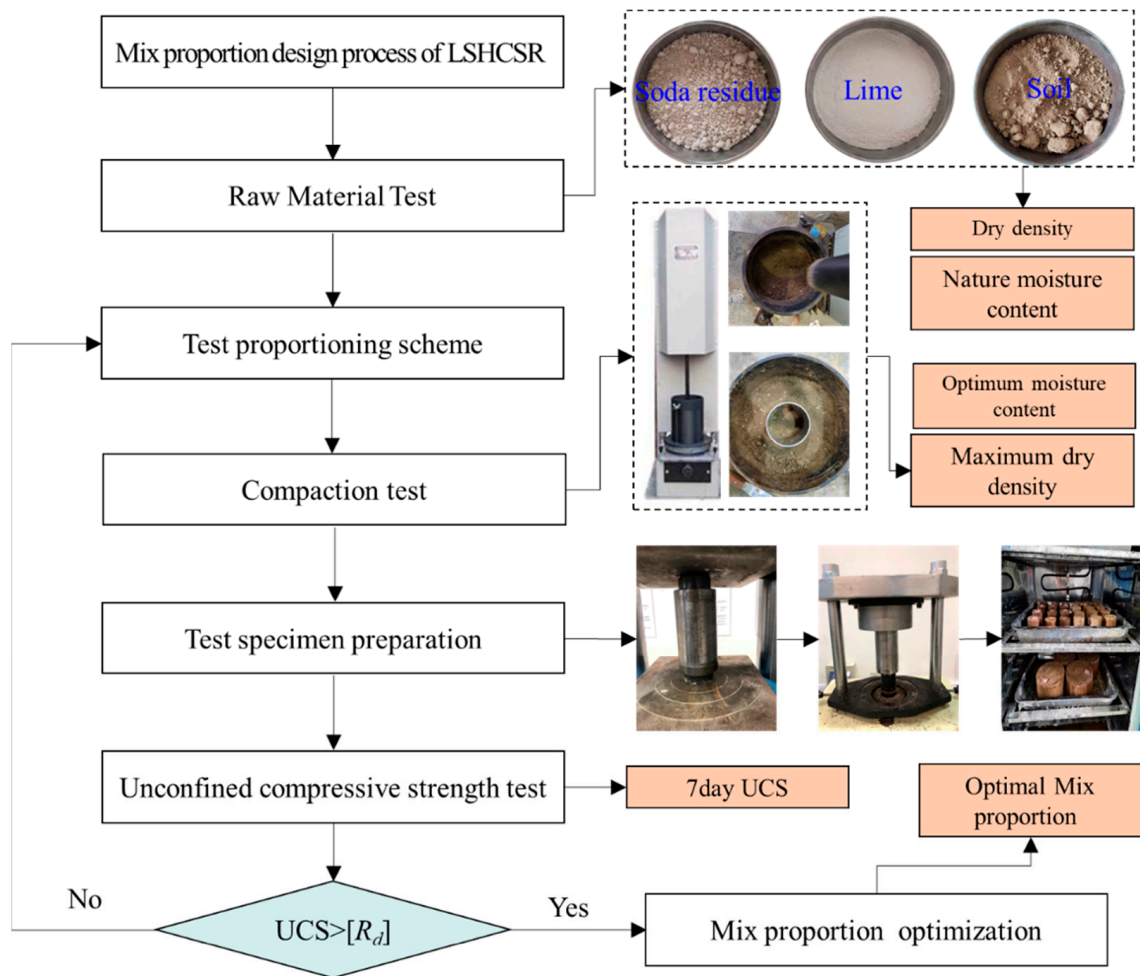 Mix proportion design process of LSHCSR
Soda residue
Lime
Soil
Raw Material Test
Dry density
Nature moisture
content
Test proportioning scheme
Optimum moisture
content
Compaction test
Maximum dry
density
Test specimen preparation
Unconfined compressive strength test
7day UCS
Optimal Mix
proportion
No
UCS>[R_d]
Yes
Mix proportion optimization